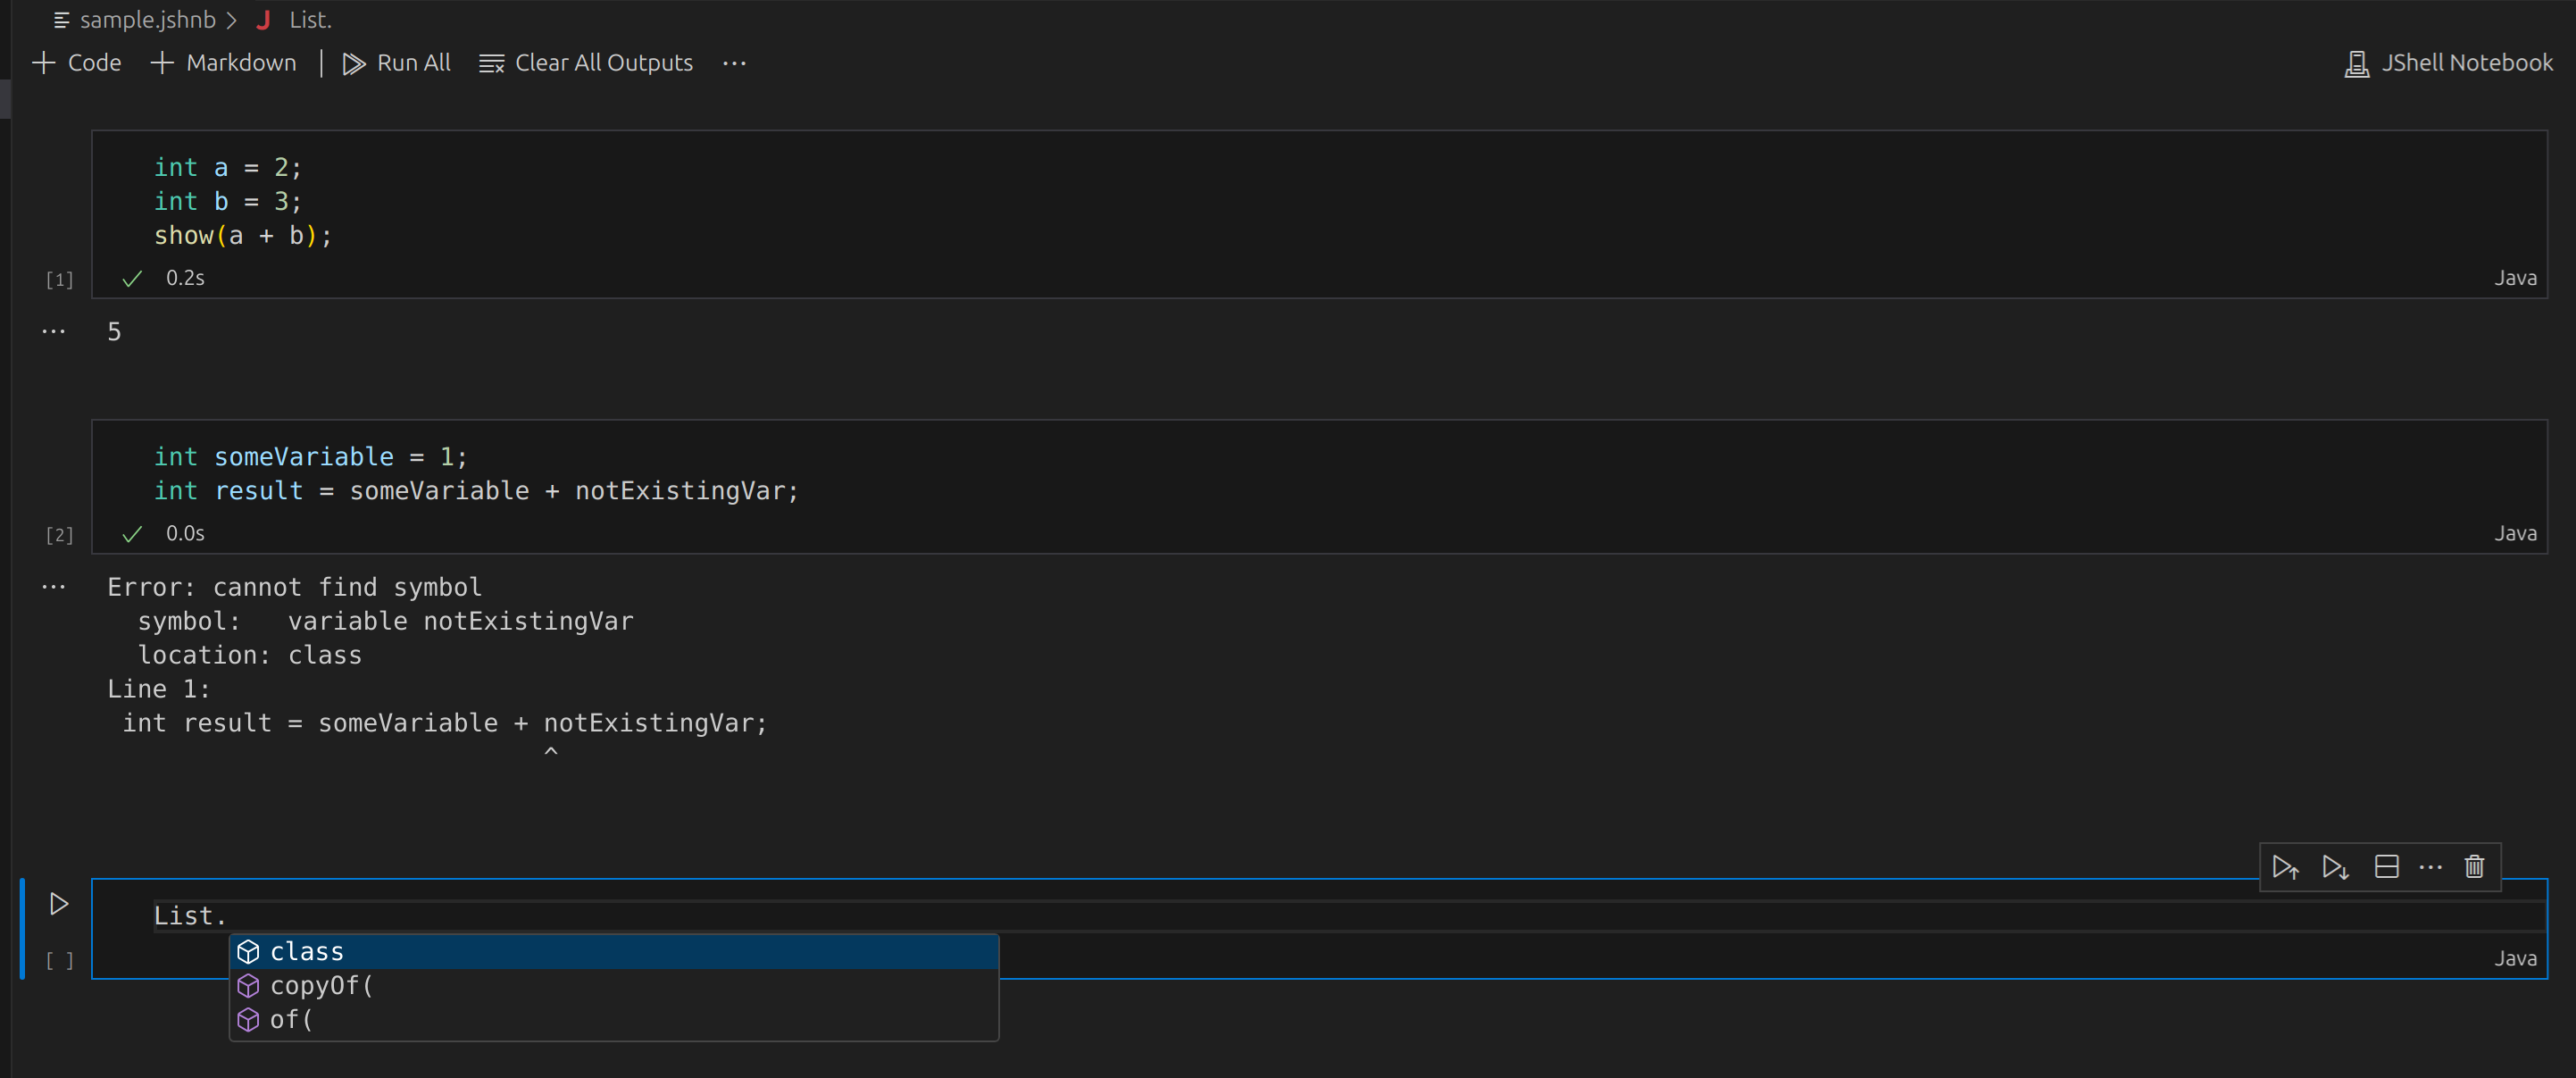 sample.jshnb > J List.
+ Code + Markdown | Run All Clear All Outputs ... JShell Notebook
int a = 2;
int b = 3;
show(a + b);
[1] 0.2s Java
... 5
int someVariable = 1;
int result = someVariable + notExistingVar;
[2] 0.0s Java
... Error: cannot find symbol
  symbol:   variable notExistingVar
  location: class
Line 1:
 int result = someVariable + notExistingVar;
                             ^
...
List.
class
[ ] Java
copyOf(
of(